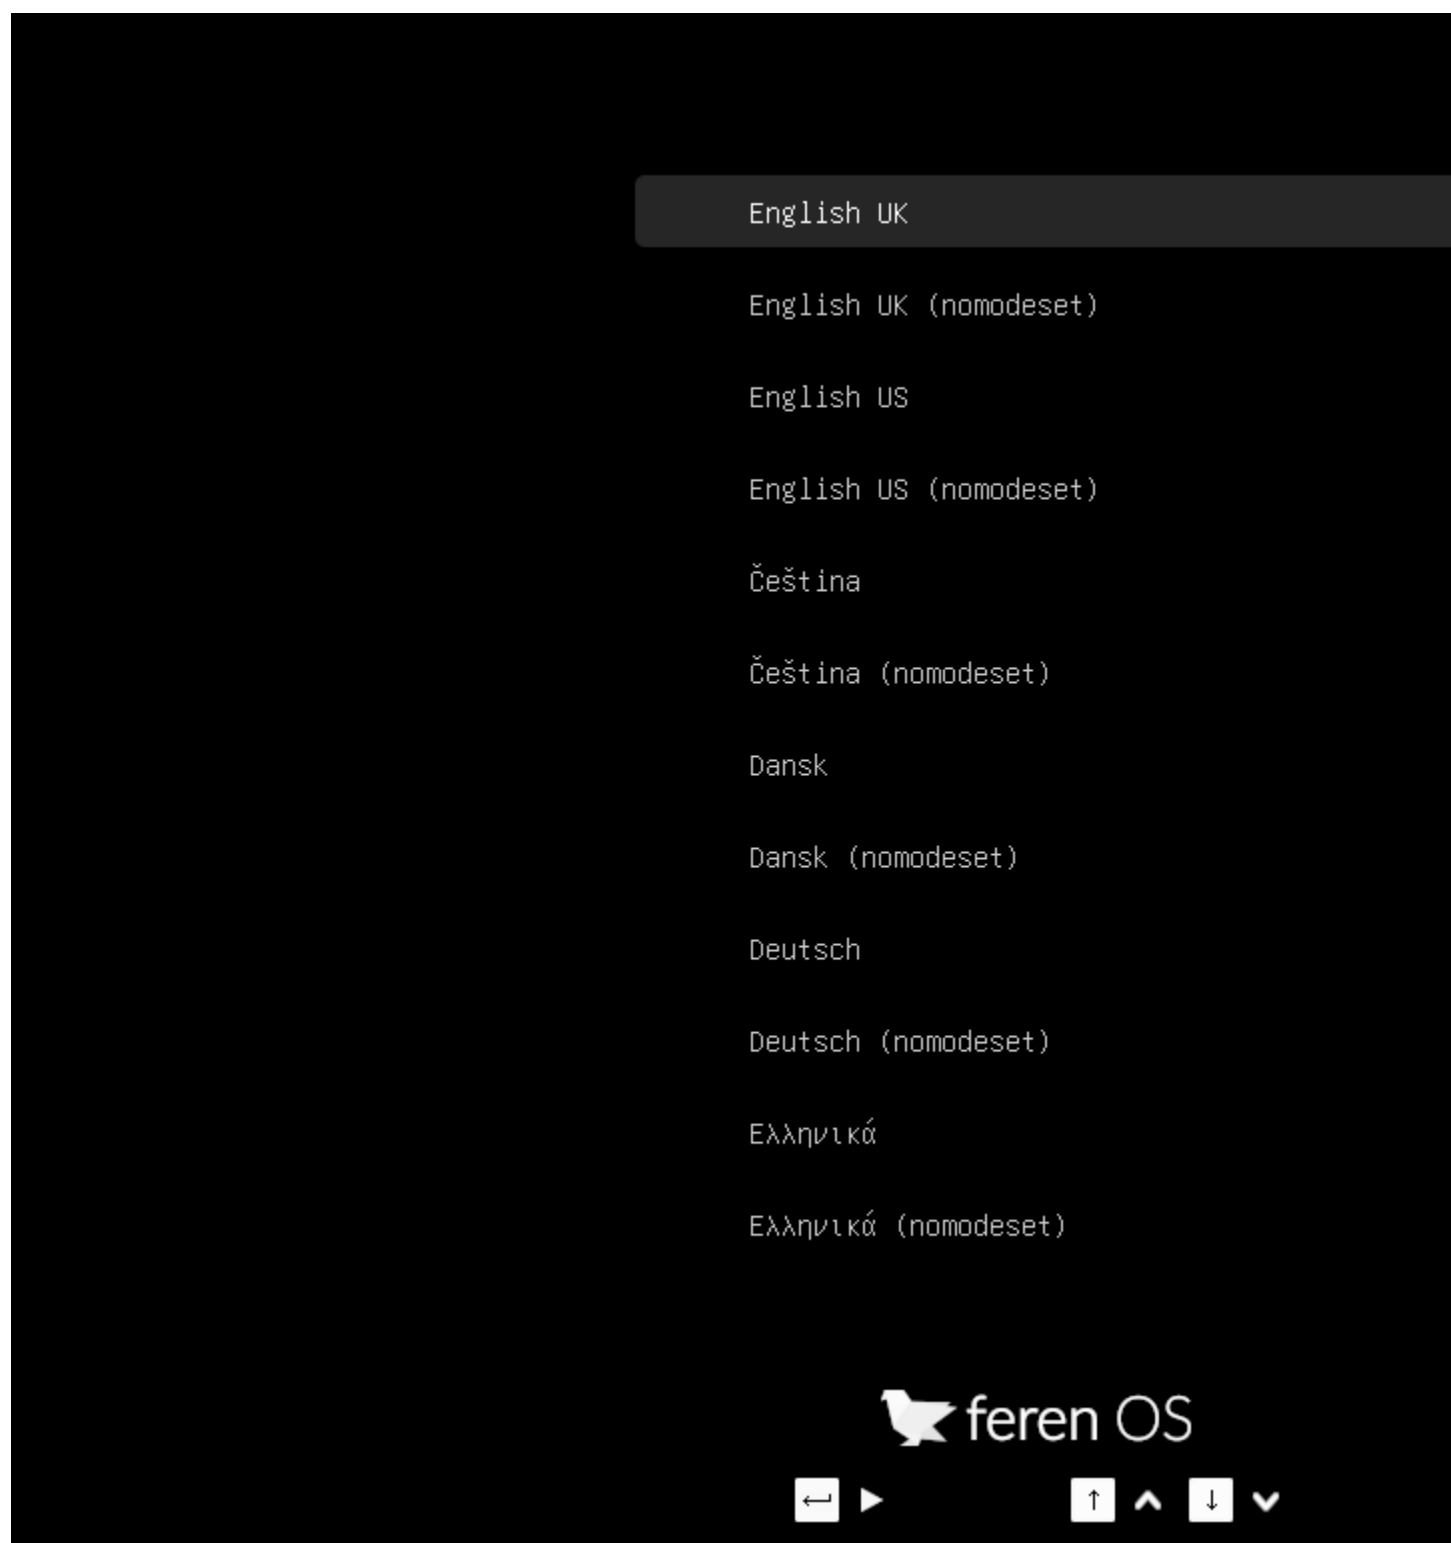 English UK
English UK (nomodeset)
English US
English US (nomodeset)
Čeština
Čeština (nomodeset)
Dansk
Dansk (nomodeset)
Deutsch
Deutsch (nomodeset)
Ελληνικά
Ελληνικά (nomodeset)
feren OS
↑ ↓